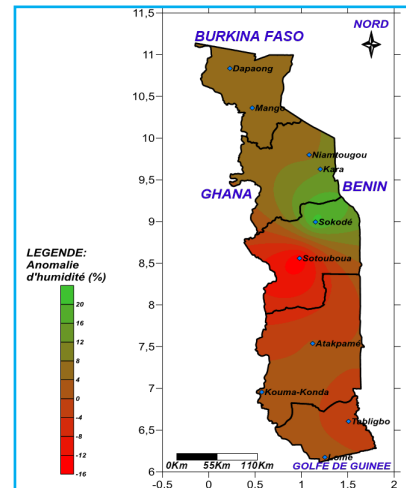 NORD
BURKINA FASO
Dapaong
Mango
Niamtougou
Kara
GHANA
BENIN
Sokodé
Sotouboua
Atakpamé
Kouma-Konda
Tabligbo
Lomé
GOLFE DE GUINEE
0Km 55Km 110Km
LEGENDE:
Anomalie
d'humidité (%)
20
16
12
8
4
0
-4
-8
-12
-16
11,5
11
10,5
10
9,5
9
8,5
8
7,5
7
6,5
6
-0.5 0 0.5 1 1.5 2